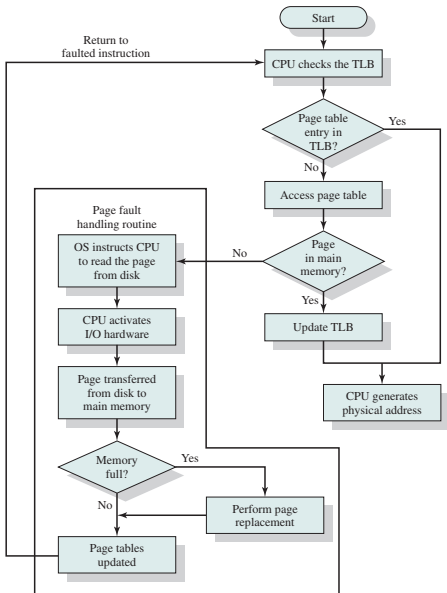 Start
Return to
faulted instruction
CPU checks the TLB
Page table
entry in
TLB?
Yes
No
Access page table
Page fault
handling routine
OS instructs CPU
to read the page
from disk
No
Page
in main
memory?
Yes
CPU activates
I/O hardware
Update TLB
Page transferred
from disk to
main memory
CPU generates
physical address
Memory
full?
Yes
No
Perform page
replacement
Page tables
updated